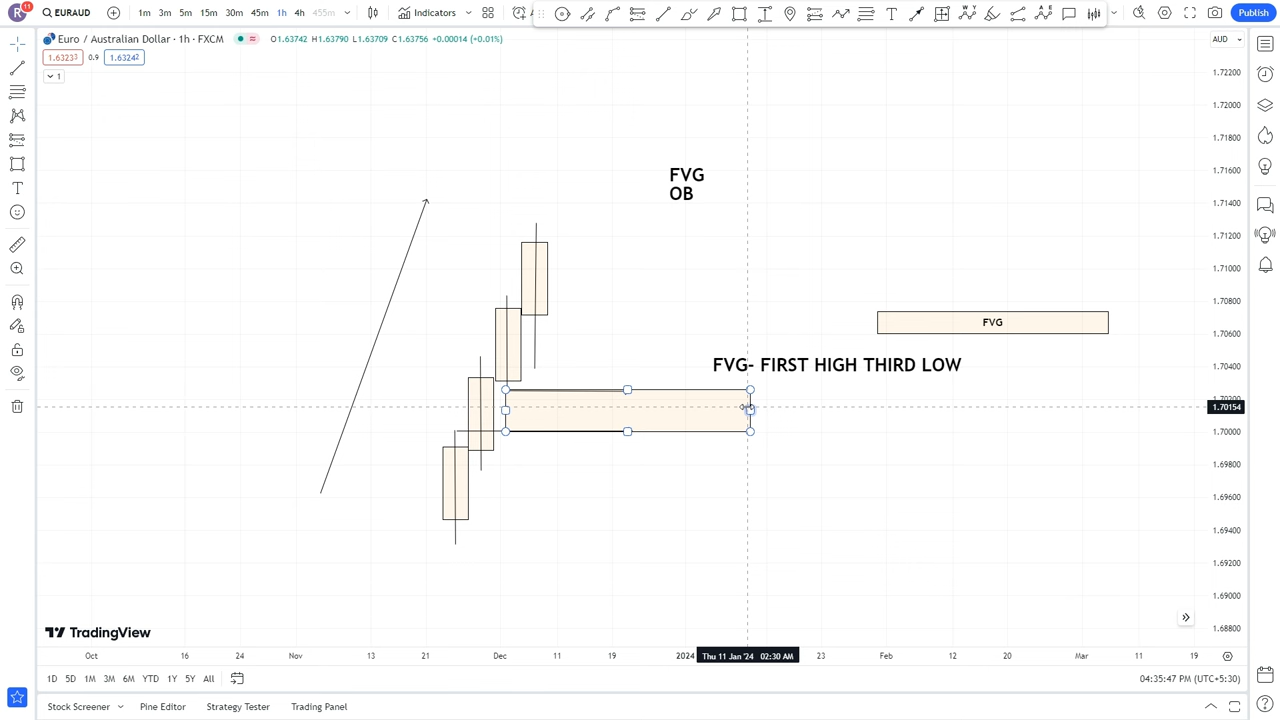 R
11
EURAUD
1m
3m
5m
15m
30m
45m
1h
4h
455m
Indicators
Publish
Euro / Australian Dollar · 1h · FXCM
O1.63742 H1.63790 L1.63709 C1.63756 +0.00014 (+0.01%)
AUD
1.63233
0.9
1.63242
1
1.72200
1.72000
1.71800
1.71600
1.71400
1.71200
1.71000
1.70800
1.70600
1.70400
1.70154
1.70000
1.69800
1.69600
1.69400
1.69200
1.69000
1.68800
FVG
OB
FVG
FVG- FIRST HIGH THIRD LOW
TradingView
Oct
16
24
Nov
13
21
Dec
11
19
2024
Thu 11 Jan '24 02:30 AM
23
Feb
12
20
Mar
11
19
1D
5D
1M
3M
6M
YTD
1Y
5Y
All
04:35:47 PM (UTC+5:30)
Stock Screener
Pine Editor
Strategy Tester
Trading Panel